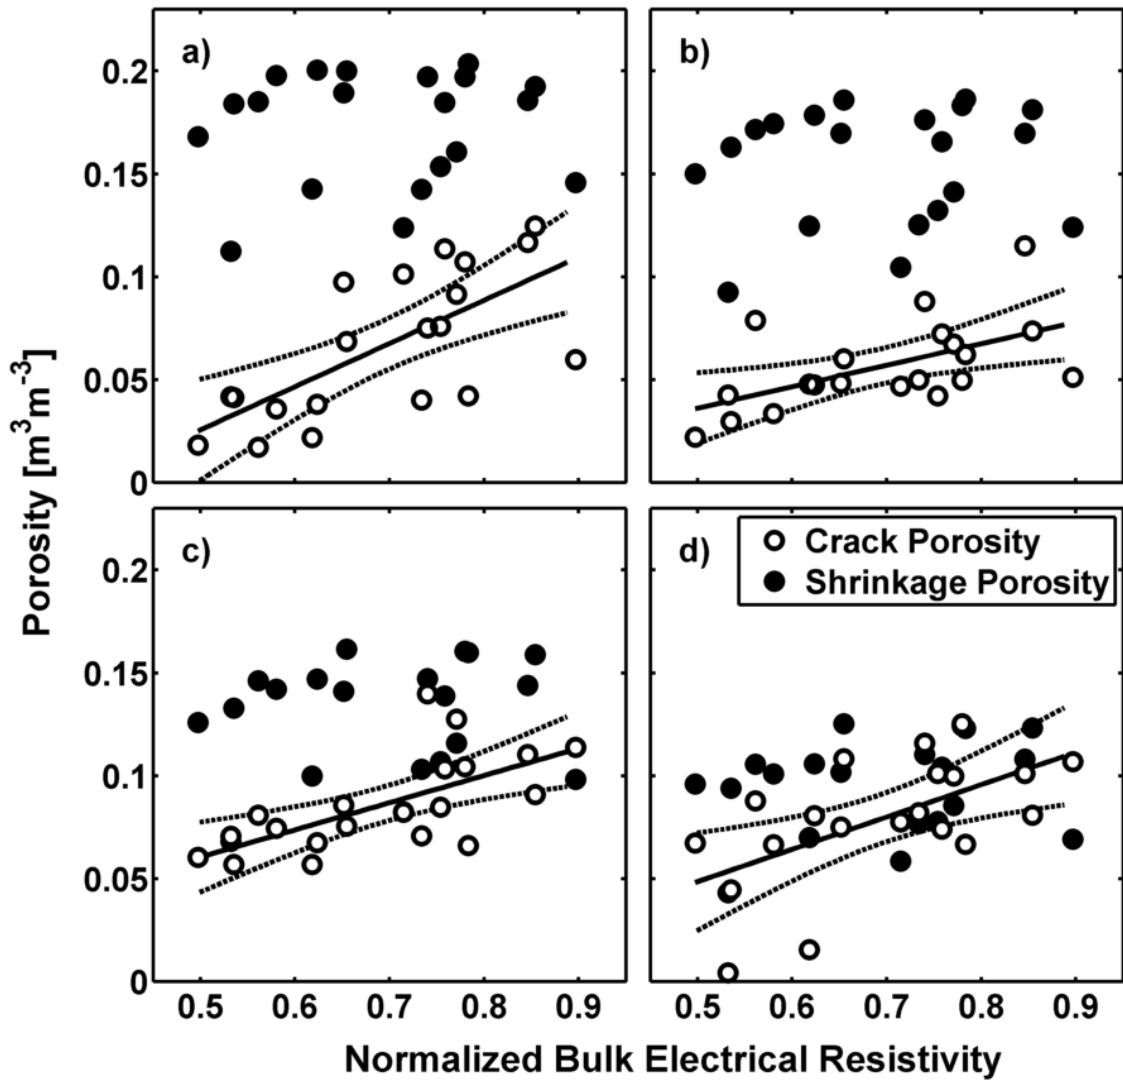 a)
b)
0.2
0.15
0.1
0.05
0
Porosity [m³m⁻³]
c)
d)
Crack Porosity
Shrinkage Porosity
0.2
0.15
0.1
0.05
0
0.5 0.6 0.7 0.8 0.9
0.5 0.6 0.7 0.8 0.9
Normalized Bulk Electrical Resistivity